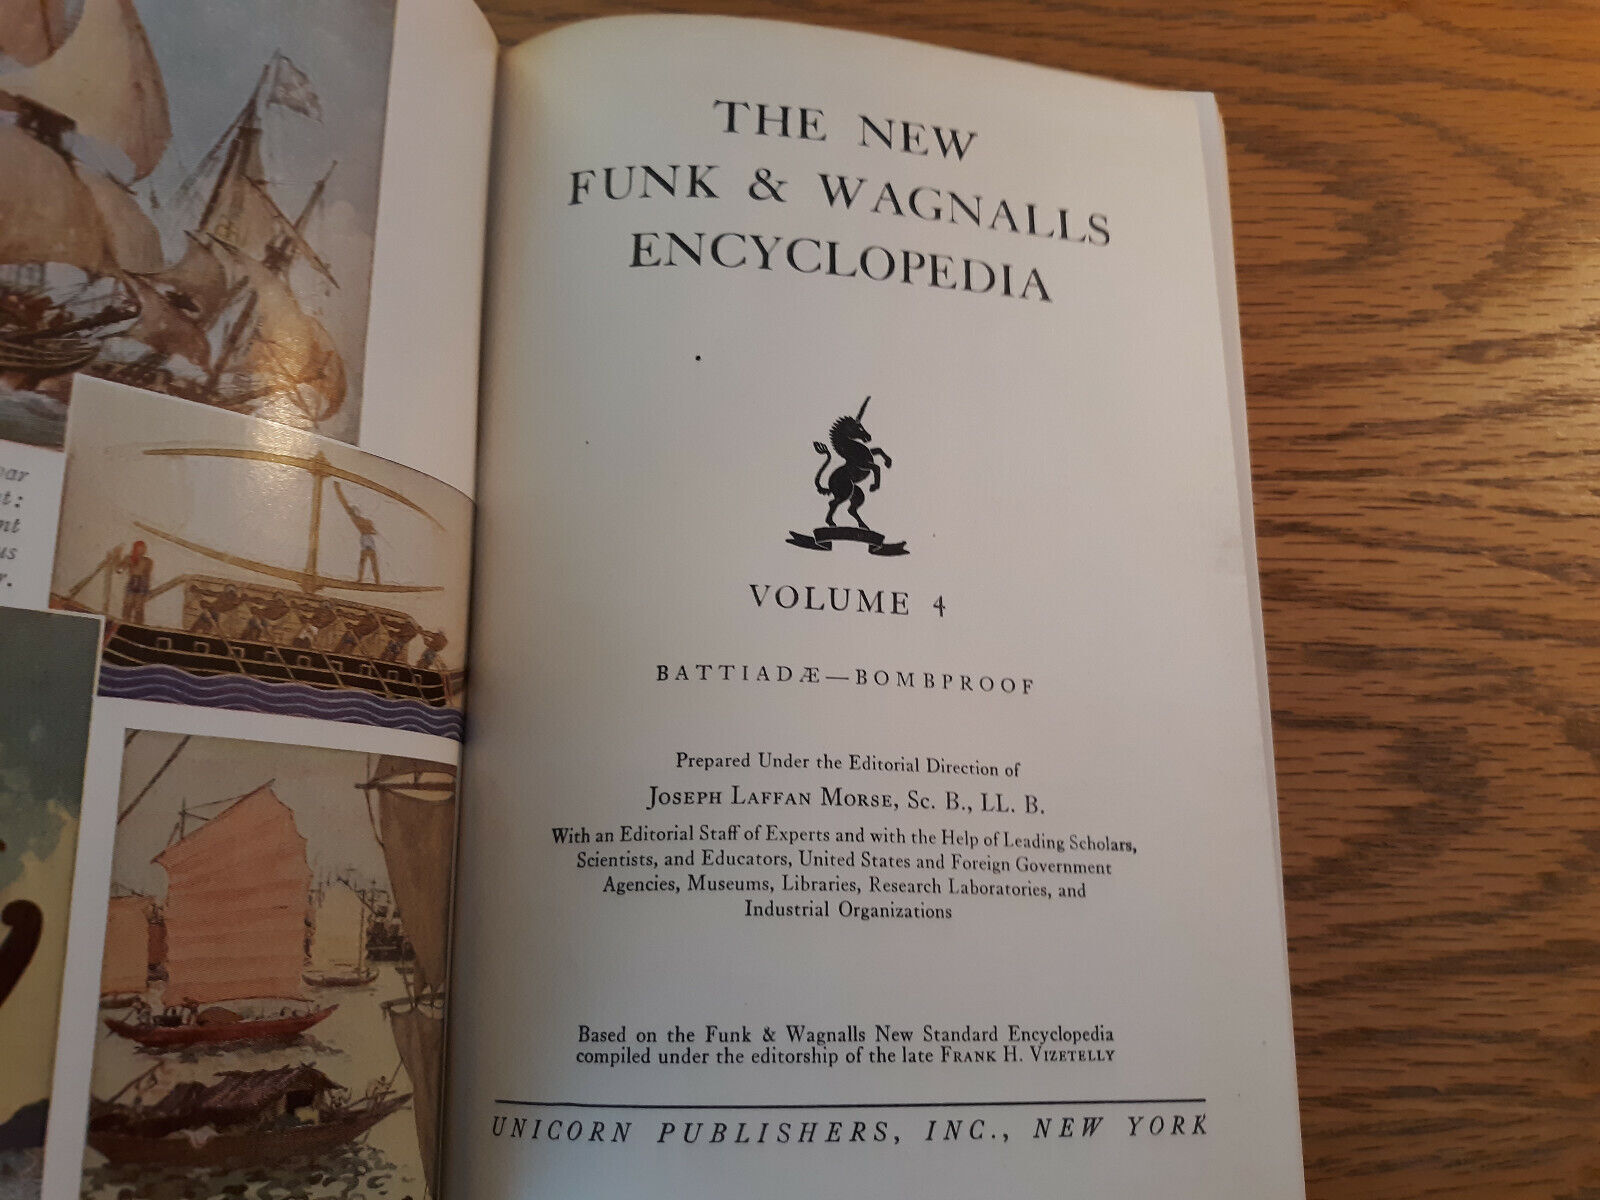 THE NEW
FUNK & WAGNALLS
ENCYCLOPEDIA
VOLUME 4
BATTIADÆ—BOMBPROOF
Prepared Under the Editorial Direction of
JOSEPH LAFFAN MORSE, Sc. B., LL. B.
With an Editorial Staff of Experts and with the Help of Leading Scholars,
Scientists, and Educators, United States and Foreign Government
Agencies, Museums, Libraries, Research Laboratories, and
Industrial Organizations
Based on the Funk & Wagnalls New Standard Encyclopedia
compiled under the editorship of the late FRANK H. VIZETELLY
UNICORN PUBLISHERS, INC., NEW YORK